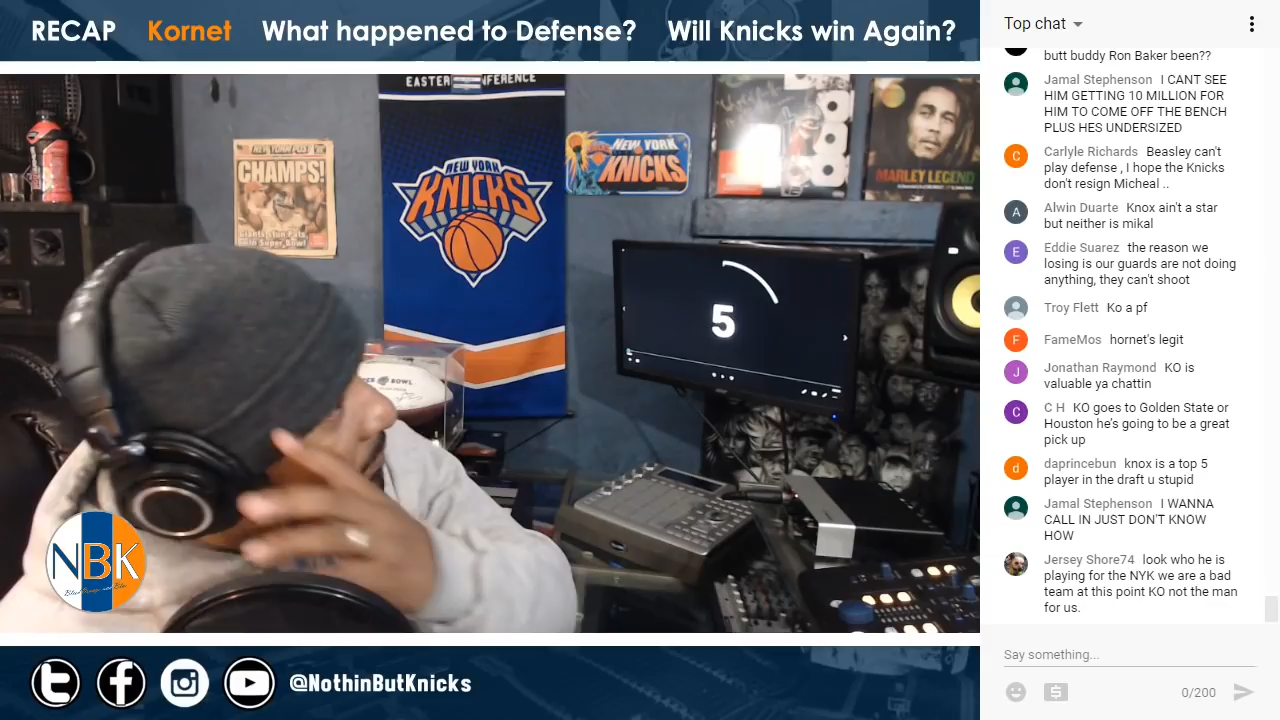 RECAP Kornet What happened to Defense? Will Knicks win Again?
Top chat
butt buddy Ron Baker been??
Jamal Stephenson I CANT SEE
HIM GETTING 10 MILLION FOR
HIM TO COME OFF THE BENCH
PLUS HES UNDERSIZED
C Carlyle Richards Beasley can't
play defense , I hope the Knicks
don't resign Micheal ..
A Alwin Duarte Knox ain't a star
but neither is mikal
Eddie Suarez the reason we
losing is our guards are not doing
anything, they can't shoot
Troy Flett Ko a pf
F FameMos hornet's legit
J Jonathan Raymond KO is
valuable ya chattin
C C H KO goes to Golden State or
Houston he's going to be a great
pick up
d daprincebun knox is a top 5
player in the draft u stupid
Jamal Stephenson I WANNA
CALL IN JUST DON'T KNOW
HOW
Jersey Shore74 look who he is
playing for the NYK we are a bad
team at this point KO not the man
for us.
Say something...
0/200
NEW YORK POST
CHAMPS!
NEW YORK
KNICKS
NEW YORK
KNICKS
MARLEY LEGEND
5
BOWL
NBK
@NothinButKnicks